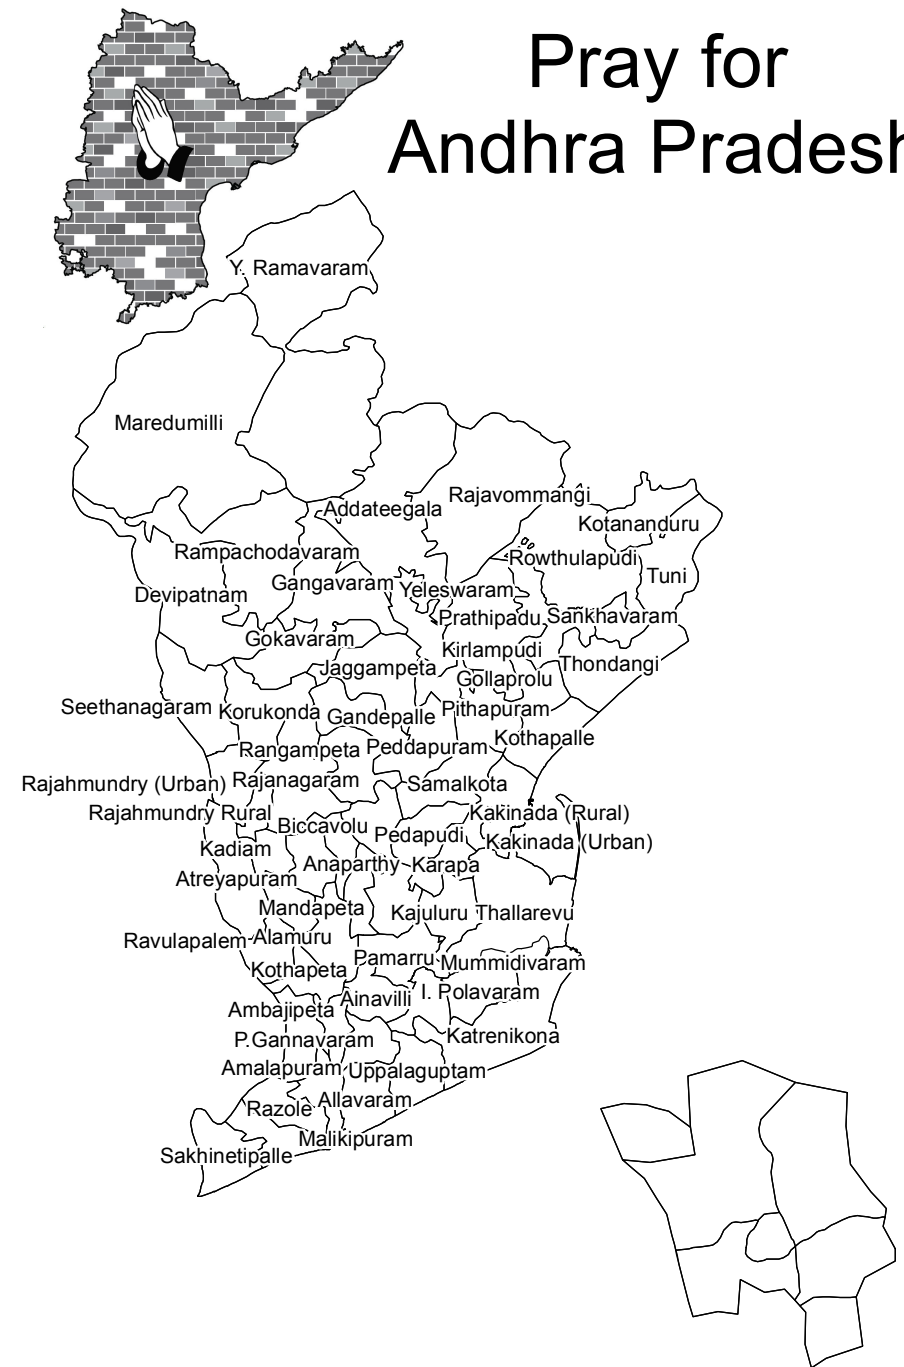 Pray for
Andhra Pradesh
Y. Ramavaram
Maredumilli
Rajavommangi
Addateegala
Kotananduru
Rampachodavaram
Rowthulapudi
Tuni
Gangavaram
Yeleswaram
Devipatnam
Prathipadu
Sankhavaram
Gokavaram
Kirlampudi
Jaggampeta
Thondangi
Gollaprolu
Seethanagaram
Korukonda
Gandepalle
Pithapuram
Rangampeta
Peddapuram
Kothapalle
Rajahmundry (Urban)
Rajanagaram
Samalkota
Rajahmundry Rural
Kakinada (Rural)
Biccavolu
Pedapudi
Kakinada (Urban)
Kadiam
Anaparthy
Karapa
Atreyapuram
Mandapeta
Kajuluru
Thallarevu
Ravulapalem
Alamuru
Pamarru
Mummidivaram
Kothapeta
Ainavilli
I. Polavaram
Ambajipeta
P.Gannavaram
Katrenikona
Amalapuram
Uppalaguptam
Razole
Allavaram
Malikipuram
Sakhinetipalle